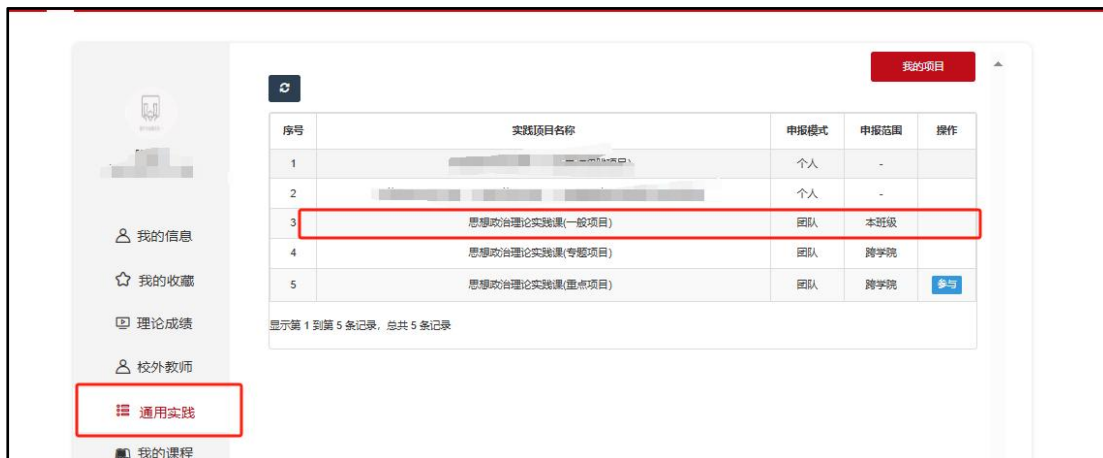 我的项目
序号 实践项目名称 申报模式 申报范围 操作
1 个人 -
2 个人 -
3 思想政治理论实践课(一般项目) 团队 本班级
4 思想政治理论实践课(专题项目) 团队 跨学院
5 思想政治理论实践课(重点项目) 团队 跨学院 参与
显示第 1 到第 5 条记录，总共 5 条记录
我的信息
我的收藏
理论成绩
校外教师
通用实践
我的课程